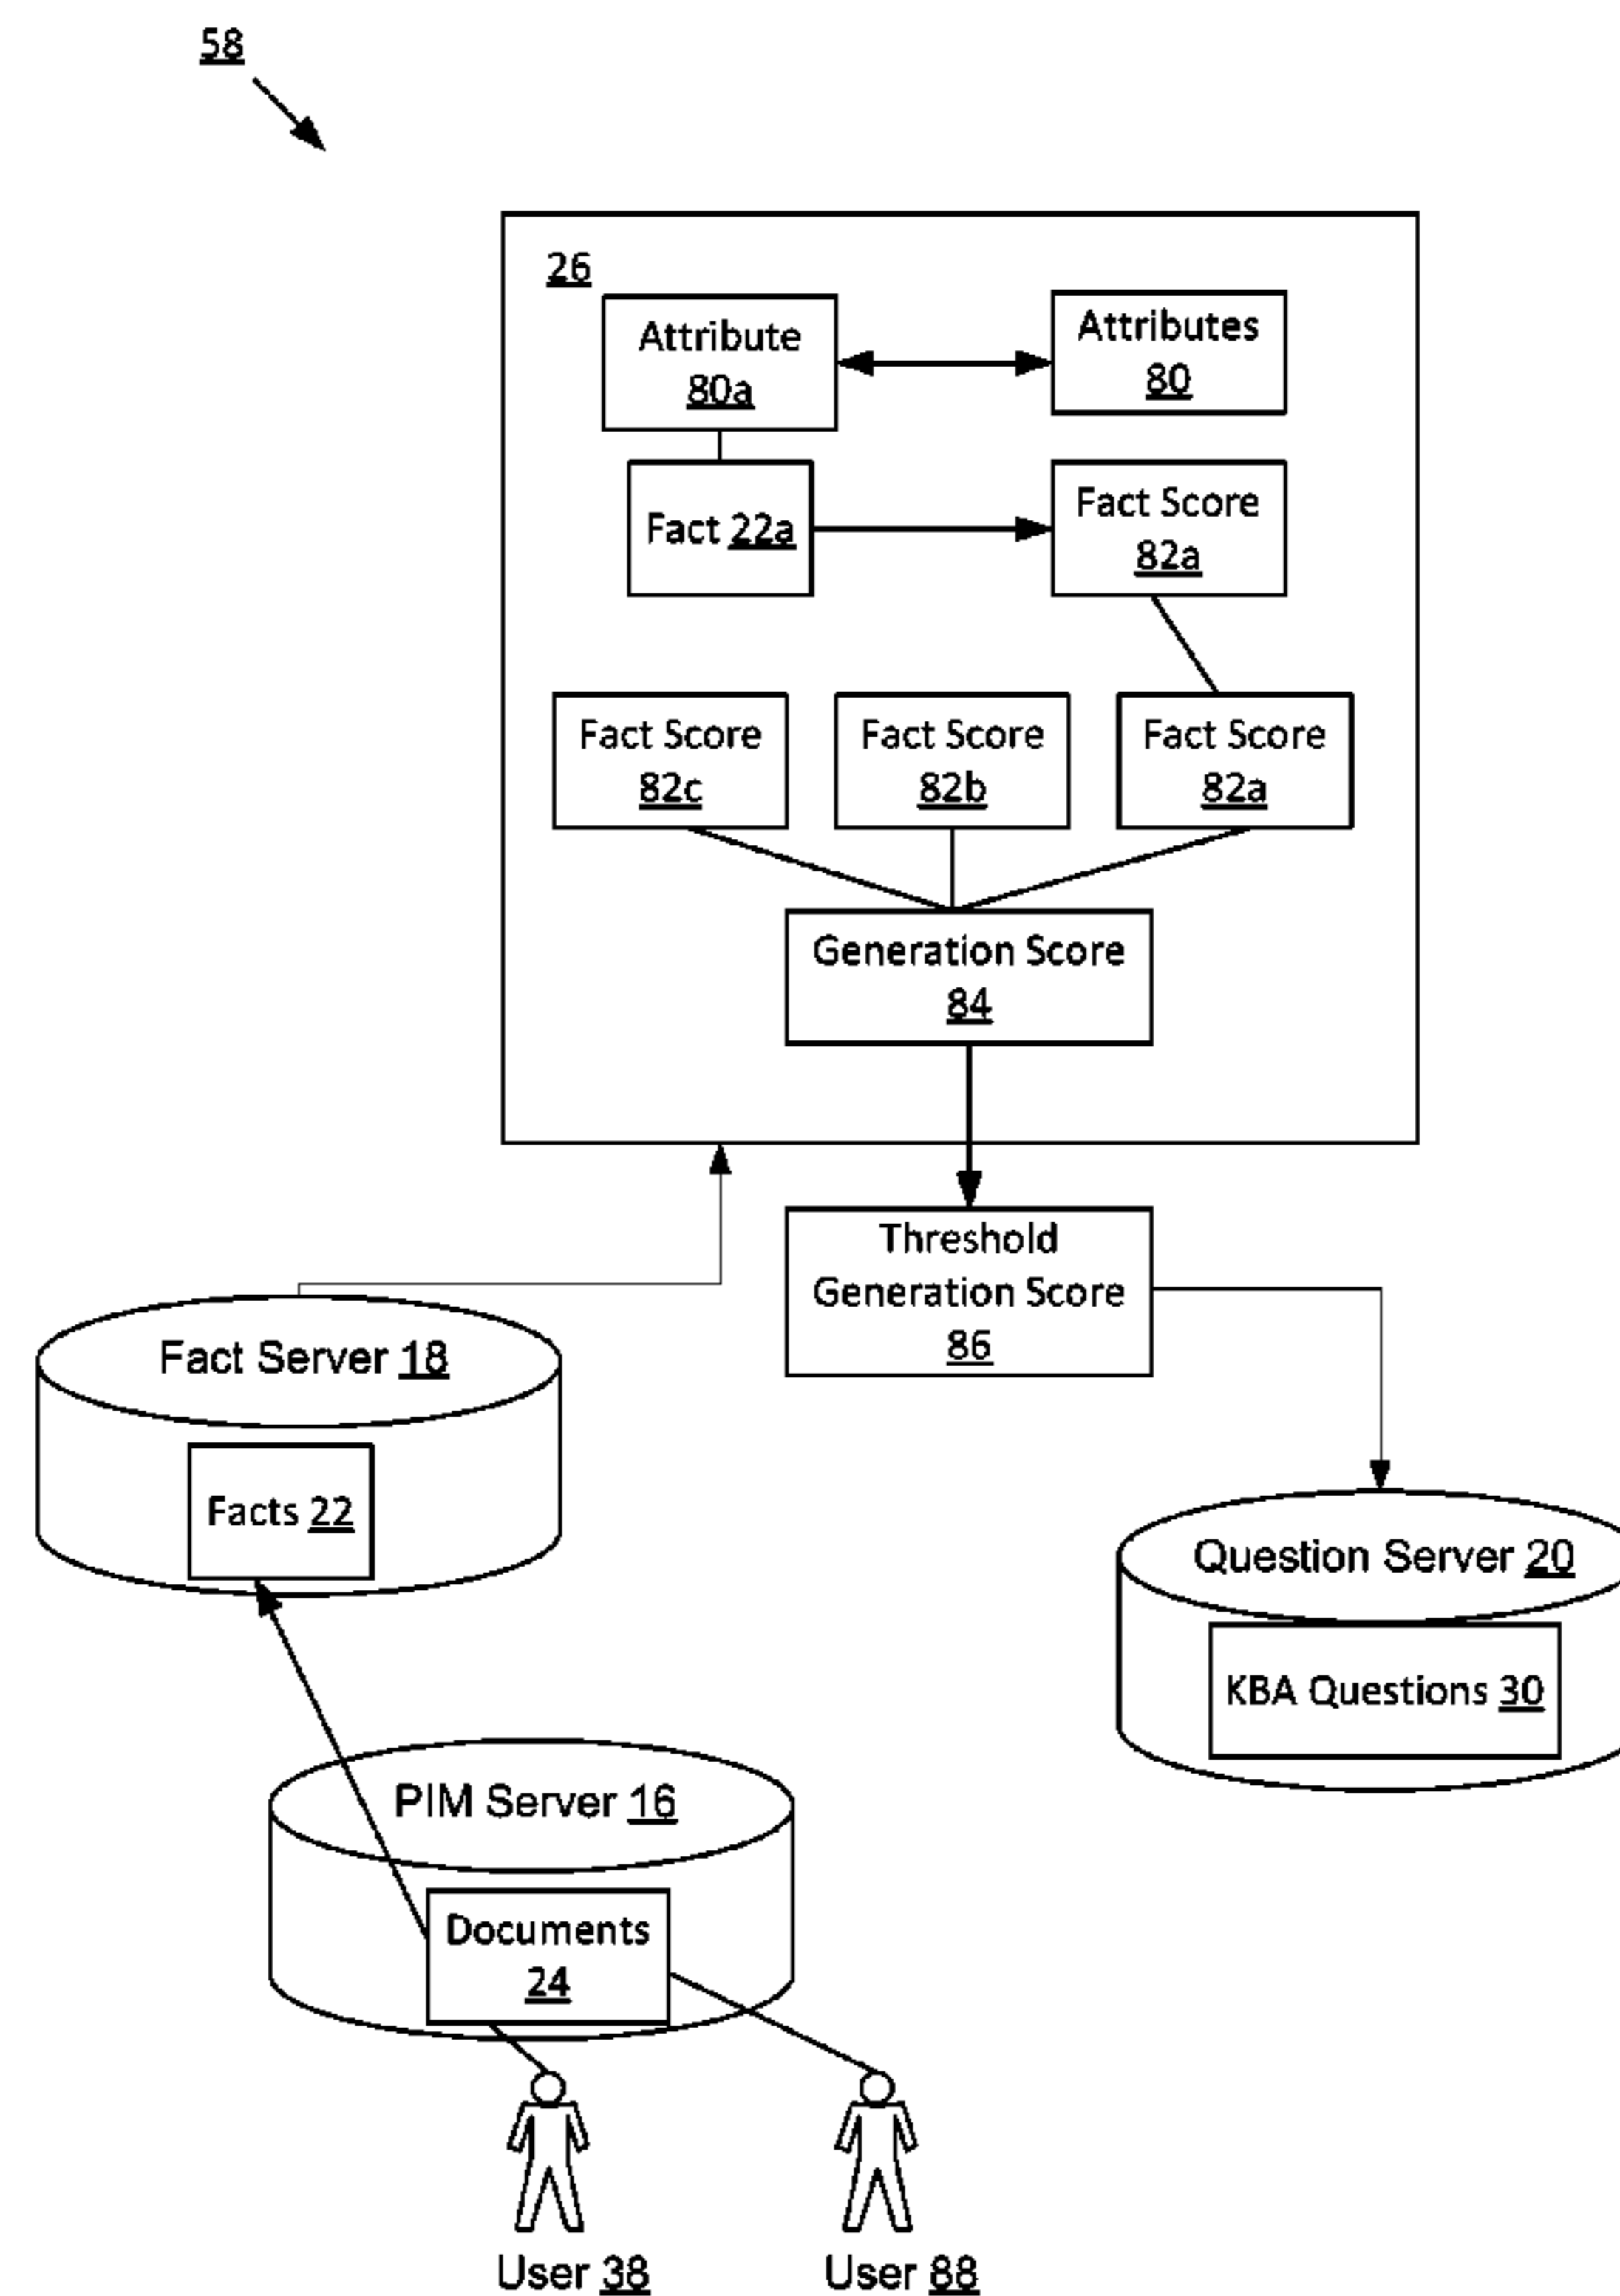 58
26
Attribute
80a
Attributes
80
Fact 22a
Fact Score
82a
Fact Score
82c
Fact Score
82b
Fact Score
82a
Generation Score
84
Threshold
Generation Score
86
Fact Server 18
Facts 22
Question Server 20
KBA Questions 30
PIM Server 16
Documents
24
User 38
User 88